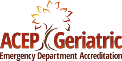 ACEP Geriatric
Emergency Department Accreditation